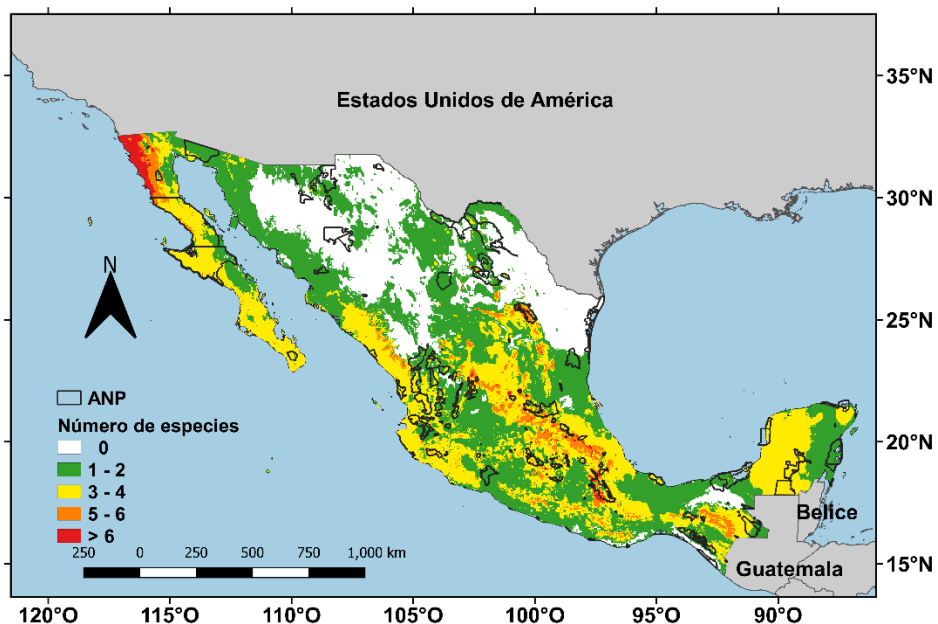 35°N
Estados Unidos de América
30°N
N
25°N
ANP
Número de especies
0
1 - 2
3 - 4
5 - 6
> 6
20°N
Belice
Guatemala
15°N
250 0 250 500 750 1,000 km
120°O 115°O 110°O 105°O 100°O 95°O 90°O